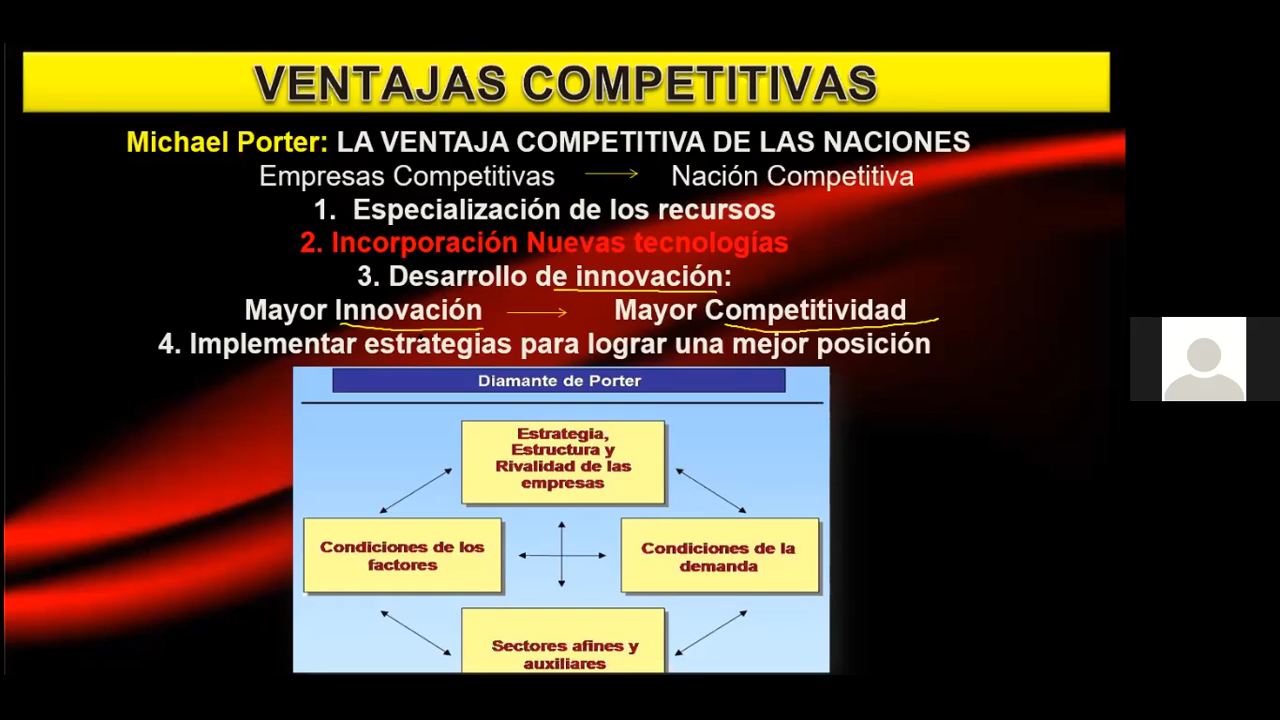 VENTAJAS COMPETITIVAS
Michael Porter: LA VENTAJA COMPETITIVA DE LAS NACIONES
Empresas Competitivas → Nación Competitiva
1. Especialización de los recursos
2. Incorporación Nuevas tecnologías
3. Desarrollo de innovación:
Mayor Innovación → Mayor Competitividad
4. Implementar estrategias para lograr una mejor posición
Diamante de Porter
Estrategia,
Estructura y
Rivalidad de las
empresas
Condiciones de los
factores
Condiciones de la
demanda
Sectores afines y
auxiliares